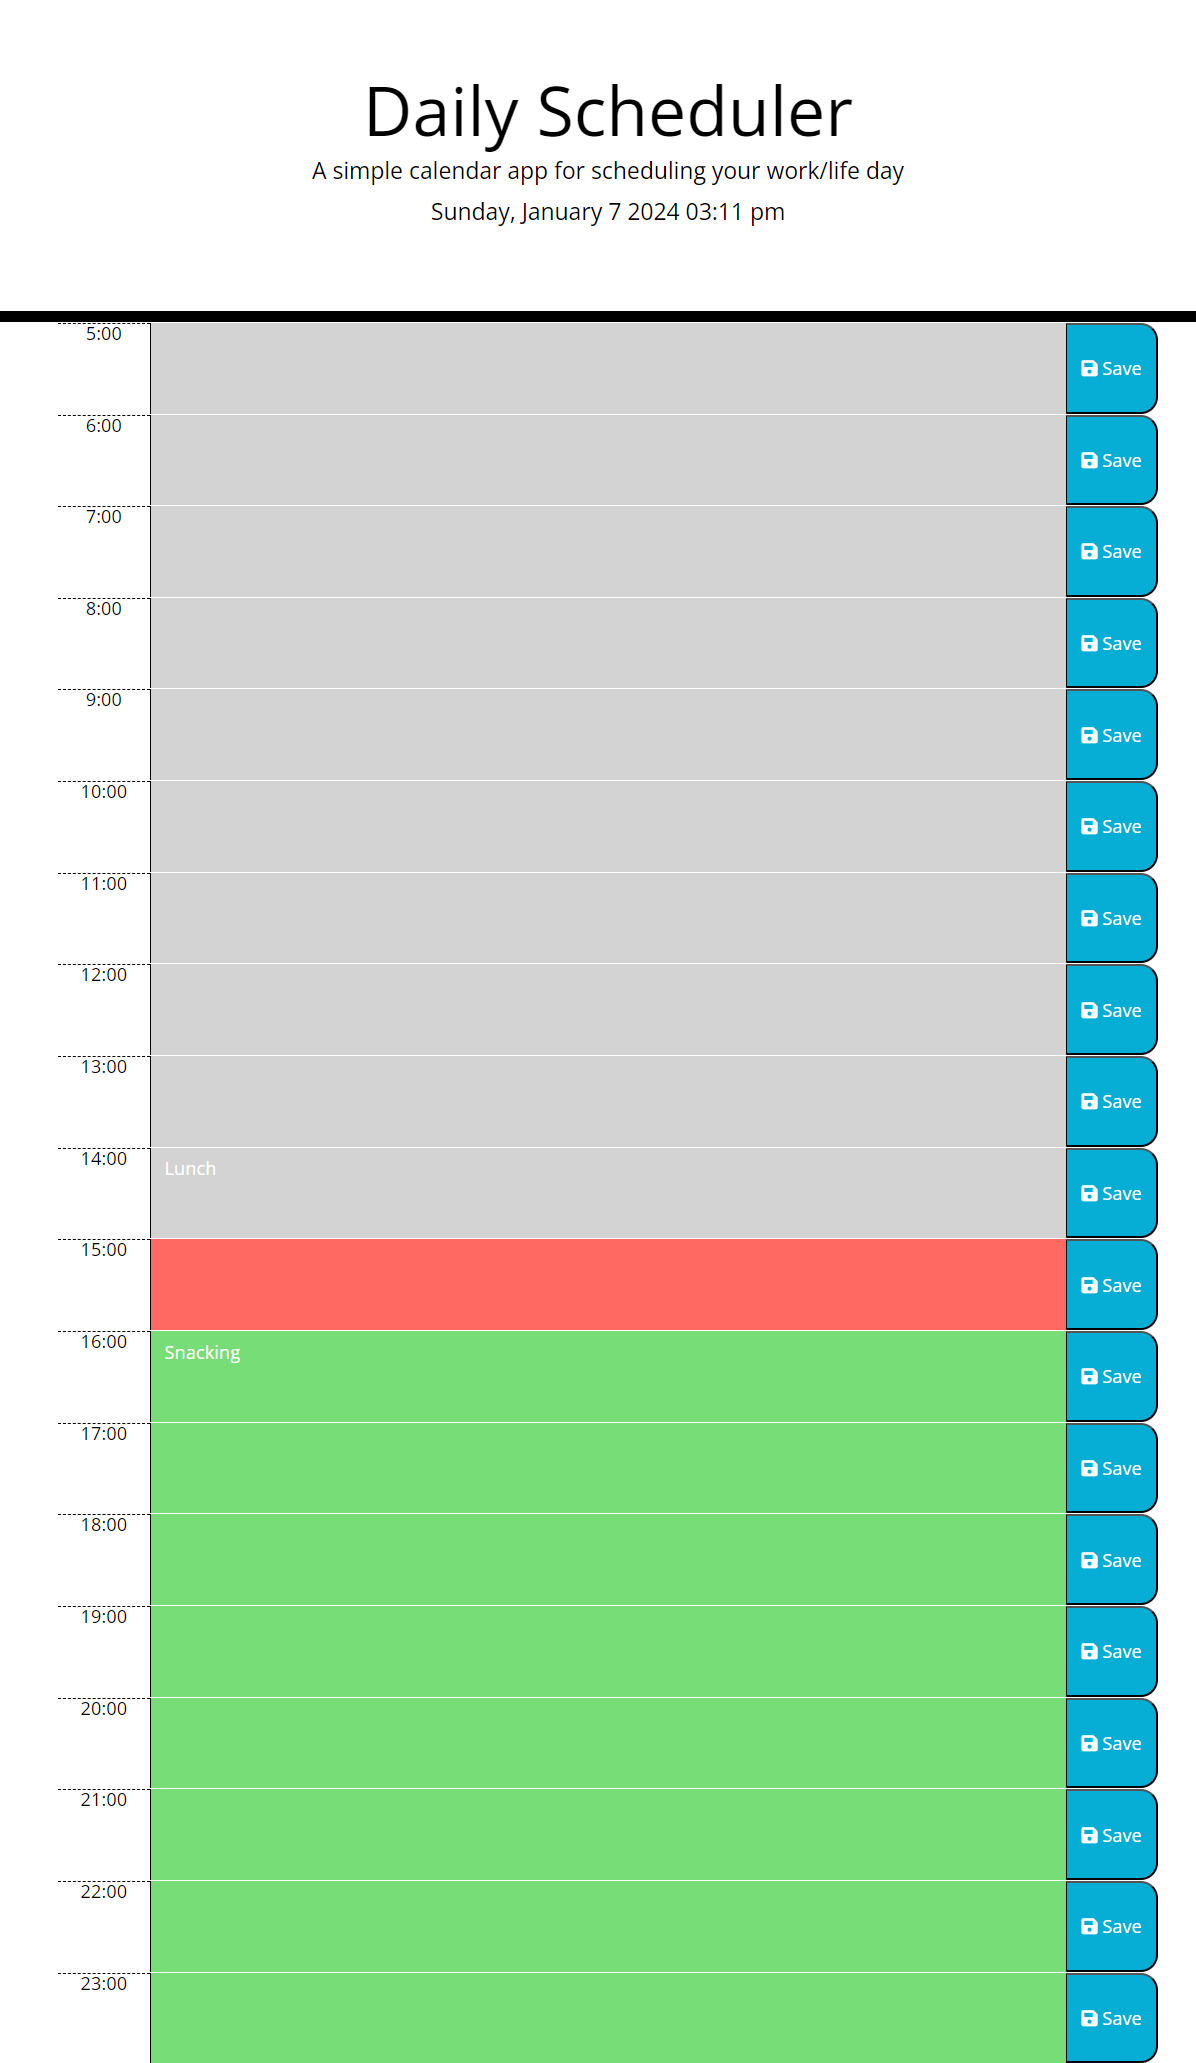 Daily Scheduler
A simple calendar app for scheduling your work/life day
Sunday, January 7 2024 03:11 pm
5:00
Save
6:00
Save
7:00
Save
8:00
Save
9:00
Save
10:00
Save
11:00
Save
12:00
Save
13:00
Save
14:00
Lunch
Save
15:00
Save
16:00
Snacking
Save
17:00
Save
18:00
Save
19:00
Save
20:00
Save
21:00
Save
22:00
Save
23:00
Save